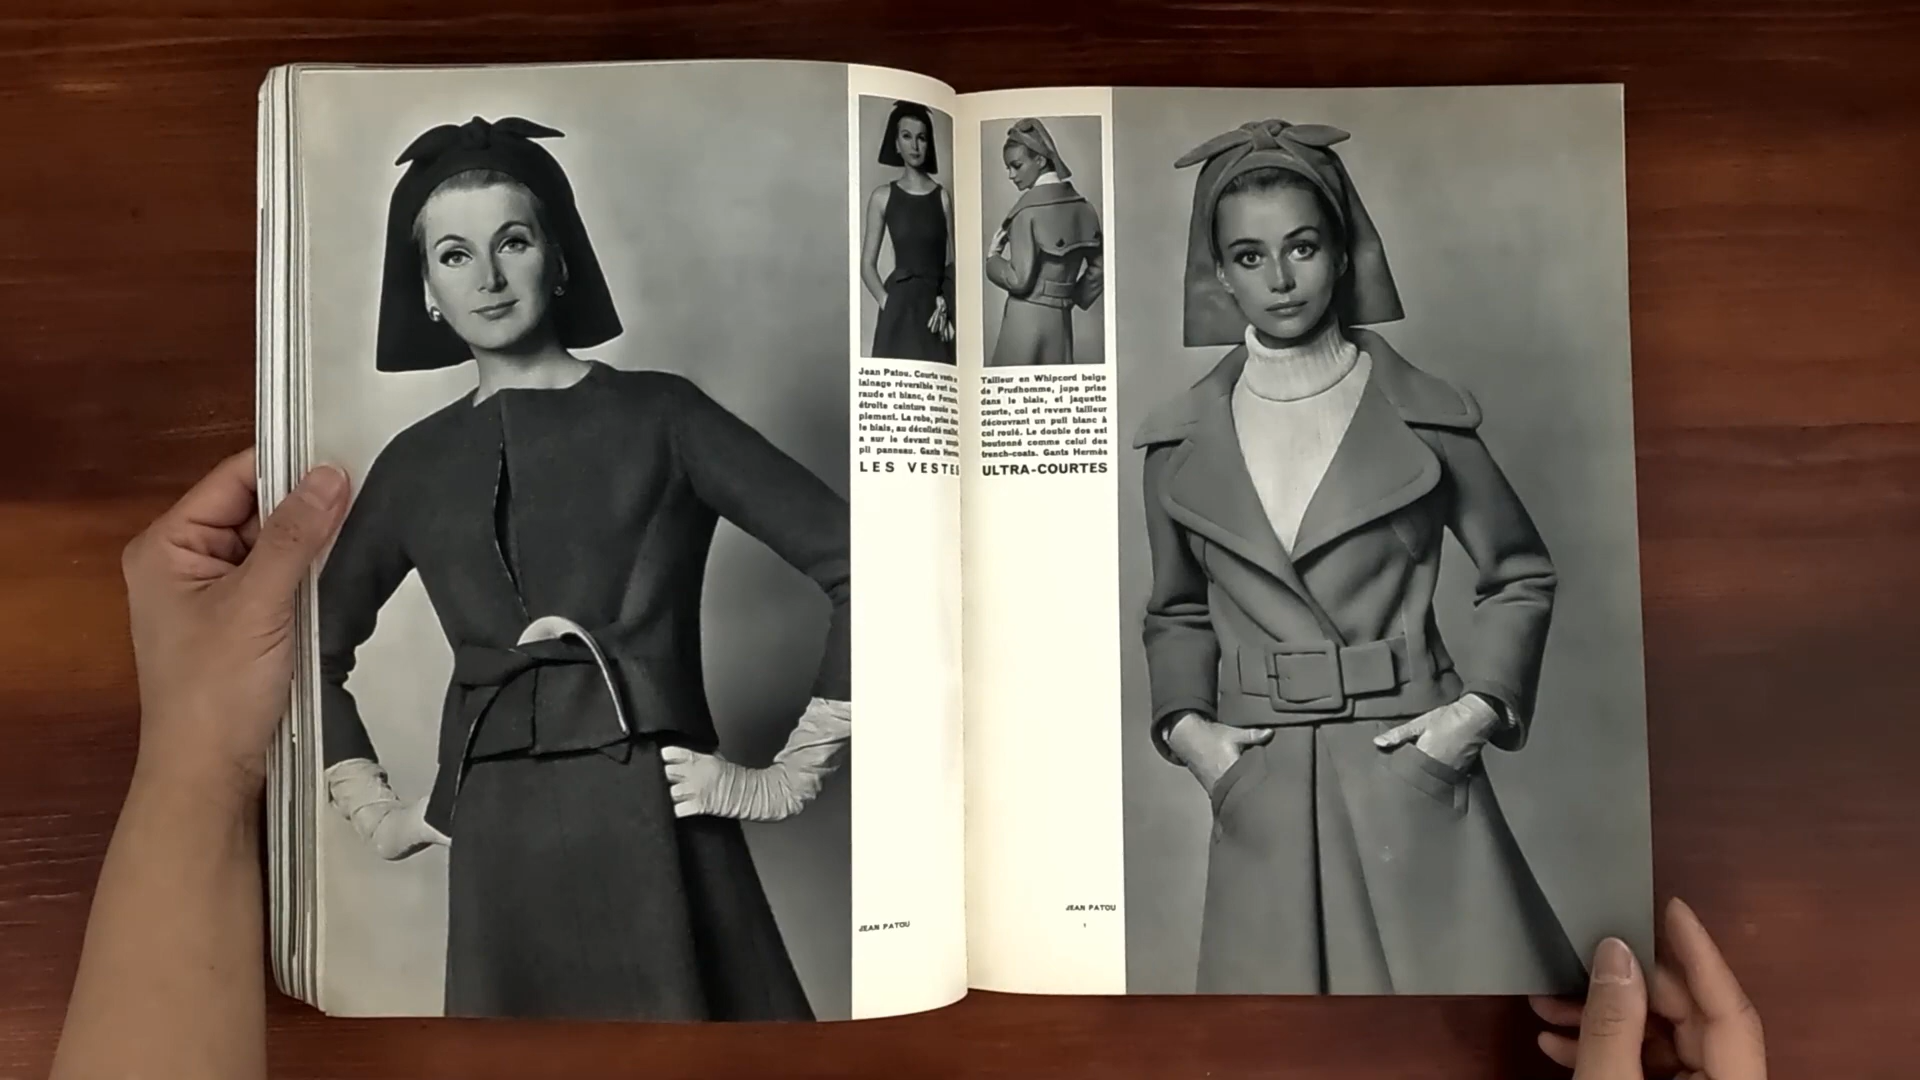 Jean Patou. Courte veste
lainage réversible vert
raude et blanc, de
étroite ceinture nouée
plement. La robe, prise
le biais, au décolleté
a sur le devant un
pli panneau. Gants
LES VESTES
JEAN PATOU
Tailleur en Whipcord beige
de Prudhomme, jupe prise
dans le biais, et jaquette
courte, col et revers tailleur
découvrant un pull blanc à
col roulé. Le double dos est
boutonné comme celui des
trench-coats. Gants Hermès
ULTRA-COURTES
JEAN PATOU